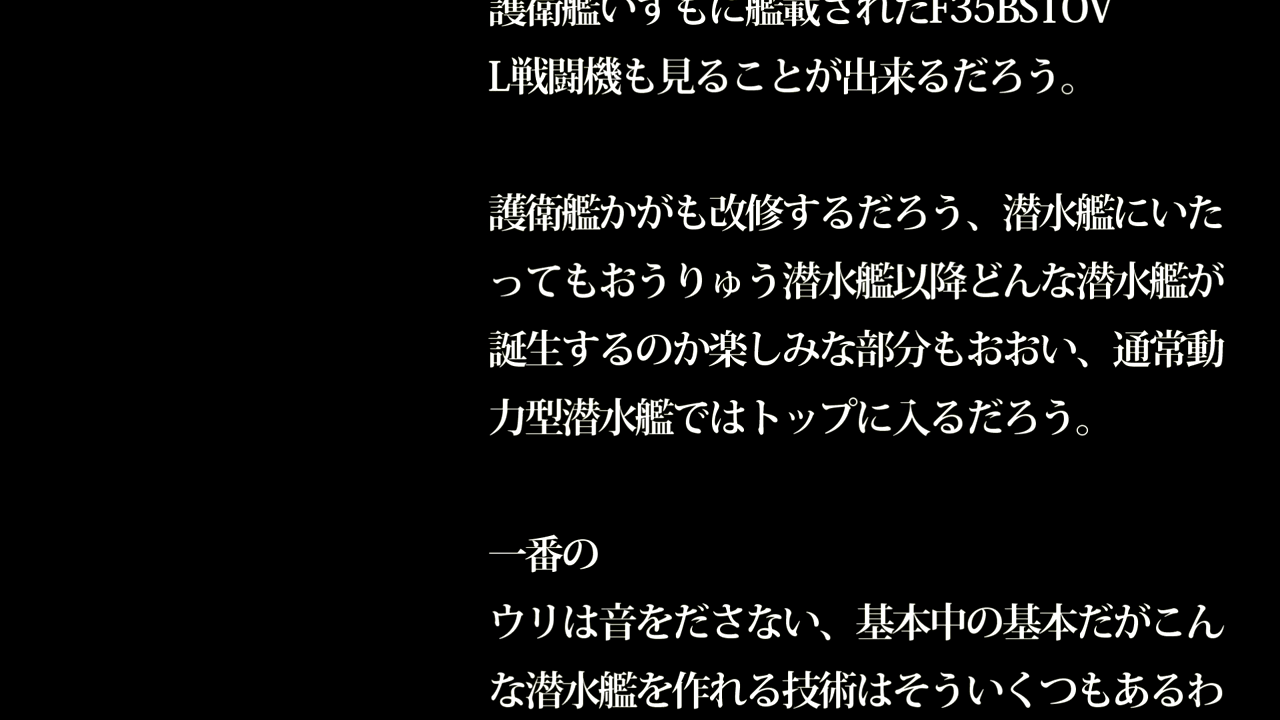 護衛艦いずもに艦載されたF35BSTOV
L戦闘機も見ることが出来るだろう。
護衛艦かがも改修するだろう、潜水艦にいた
ってもおうりゅう潜水艦以降どんな潜水艦が
誕生するのか楽しみな部分もおおい、通常動
力型潜水艦ではトップに入るだろう。
一番の
ウリは音をださない、基本中の基本だがこん
な潜水艦を作れる技術はそういくつもあるわ